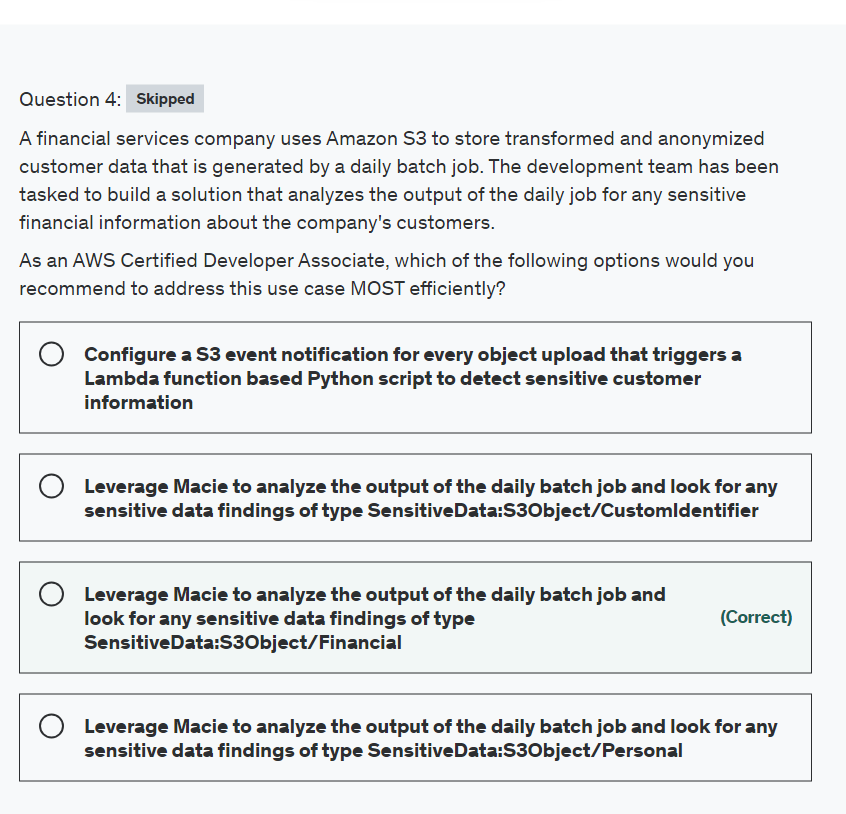 Question 4: Skipped
A financial services company uses Amazon S3 to store transformed and anonymized
customer data that is generated by a daily batch job. The development team has been
tasked to build a solution that analyzes the output of the daily job for any sensitive
financial information about the company's customers.
As an AWS Certified Developer Associate, which of the following options would you
recommend to address this use case MOST efficiently?
Configure a S3 event notification for every object upload that triggers a
Lambda function based Python script to detect sensitive customer
information
Leverage Macie to analyze the output of the daily batch job and look for any
sensitive data findings of type SensitiveData:S3Object/CustomIdentifier
Leverage Macie to analyze the output of the daily batch job and
look for any sensitive data findings of type
SensitiveData:S3Object/Financial
(Correct)
Leverage Macie to analyze the output of the daily batch job and look for any
sensitive data findings of type SensitiveData:S3Object/Personal